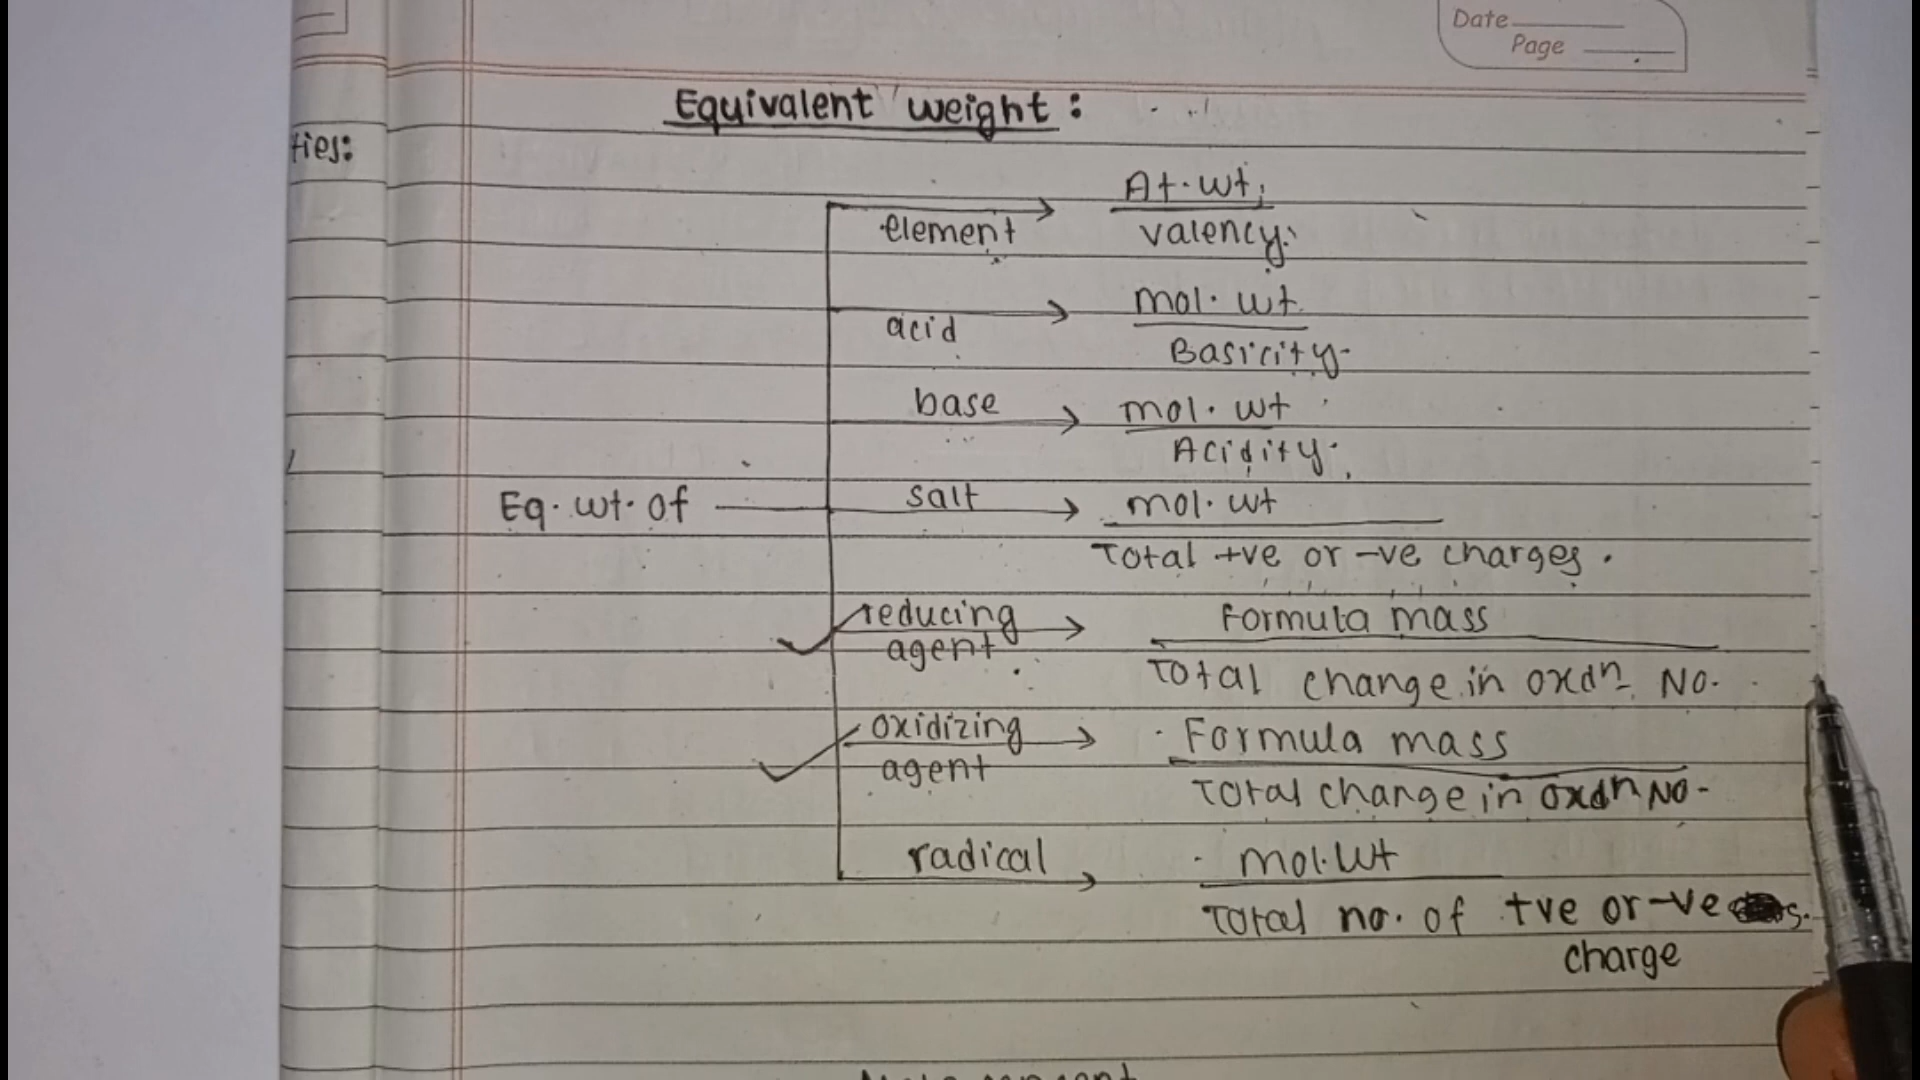 Date
Page
Equivalent weight:
ties:
At. wt.
element
valency.
mol. wt.
acid
Basicity
base
mol. wt
Acidity.
Eq. wt. of
salt
mol. wt
Total +ve or -ve charges.
reducing
agent
Formula mass
Total change in oxdn No.
oxidizing
agent
Formula mass
Total change in oxdn No.
radical
mol. wt
Total no. of +ve or -ve
charge